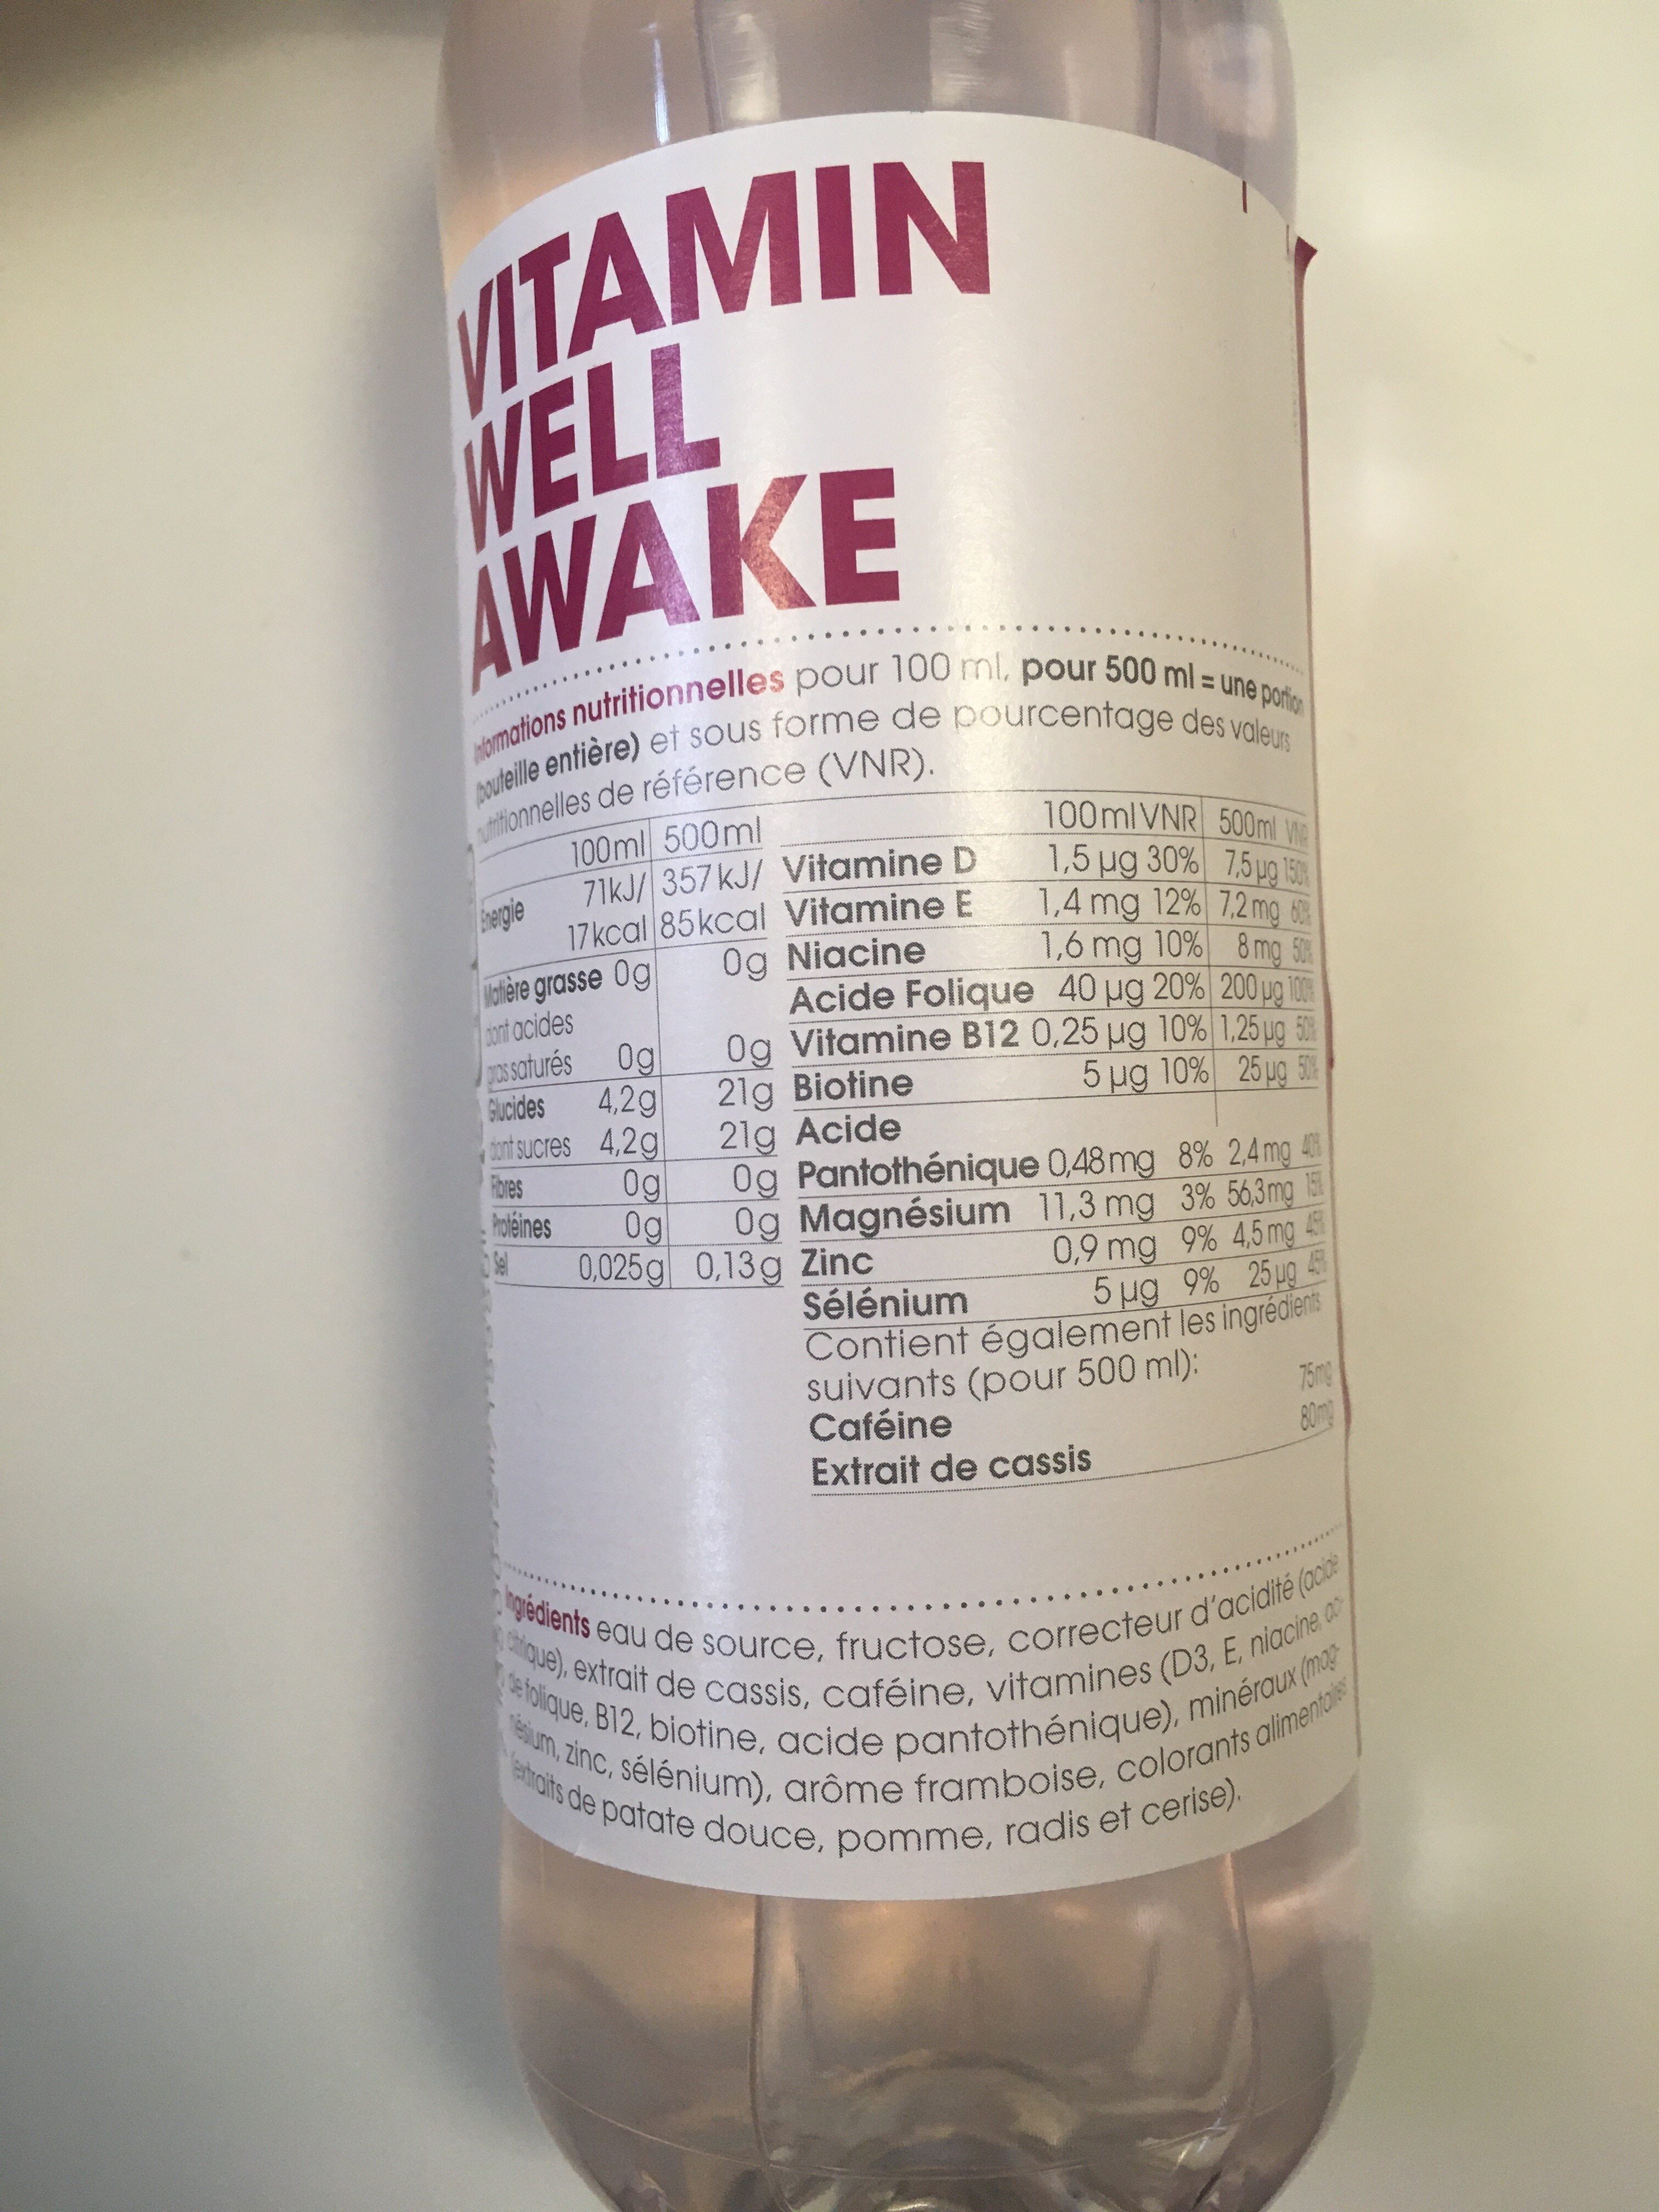 VITAMIN
WELL
AWAKE
Informations nutritionnelles pour 100 ml, pour 500 ml = une portion
(bouteille entière) et sous forme de pourcentage des valeurs
nutritionnelles de référence (VNR).
100ml 500ml
Energie 71kJ/ 357kJ/
17kcal 85kcal
Matière grasse 0g 0g
dont acides
gras saturés 0g 0g
Glucides 4,2g 21g
dont sucres 4,2g 21g
Fibres 0g 0g
Protéines 0g 0g
Sel 0,025g 0,13g
100ml VNR 500ml VNR
Vitamine D 1,5 µg 30% 7,5 µg 150%
Vitamine E 1,4 mg 12% 7,2 mg 60%
Niacine 1,6 mg 10% 8 mg 50%
Acide Folique 40 µg 20% 200 µg 100%
Vitamine B12 0,25 µg 10% 1,25 µg 50%
Biotine 5 µg 10% 25 µg 50%
Acide
Pantothénique 0,48mg 8% 2,4 mg 40%
Magnésium 11,3 mg 3% 56,3mg 15%
Zinc 0,9 mg 9% 4,5 mg 45%
Sélénium 5 µg 9% 25 µg 45%
Contient également les ingrédients
suivants (pour 500 ml):
Caféine 75mg
Extrait de cassis 80mg
Ingrédients eau de source, fructose, correcteur d'acidité (acide
citrique), extrait de cassis, caféine, vitamines (D3, E, niacine, aci-
de folique, B12, biotine, acide pantothénique), minéraux (mag-
nésium, zinc, sélénium), arôme framboise, colorants alimentaires
(extraits de patate douce, pomme, radis et cerise).